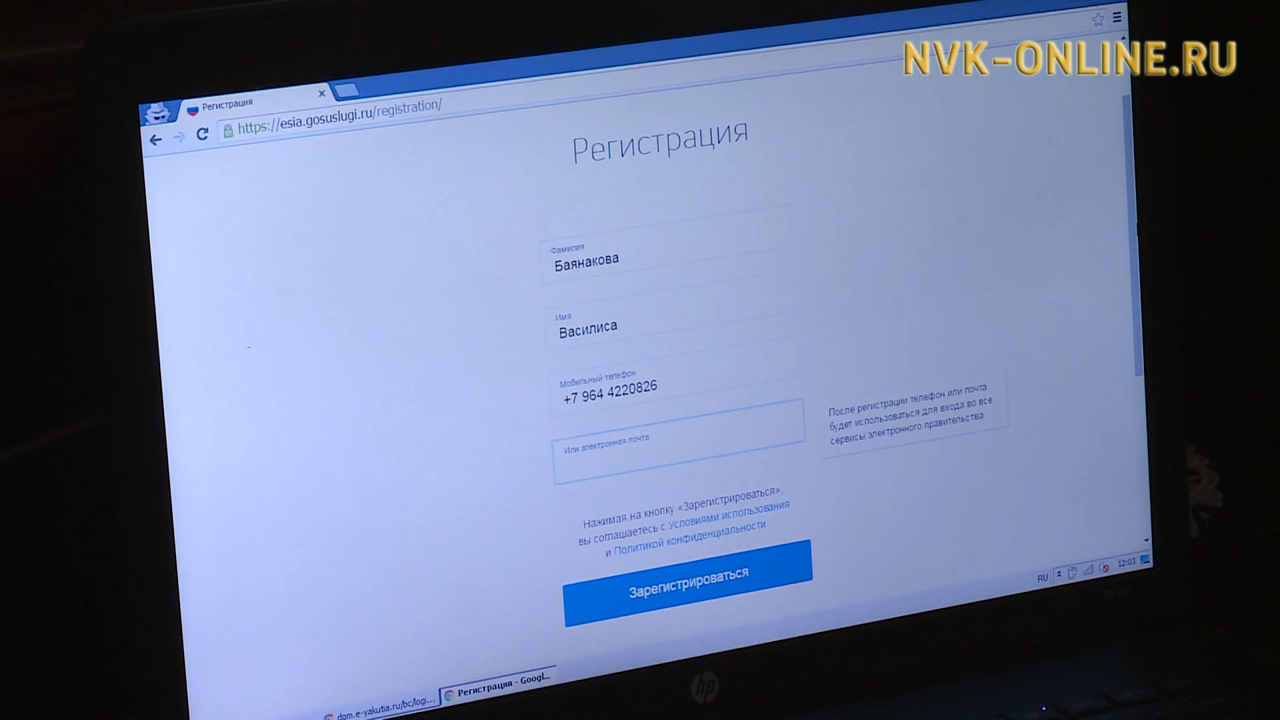 NVK-ONLINE.RU
Регистрация
https://esia.gosuslugi.ru/registration/
Регистрация
Фамилия
Баянакова
Имя
Василиса
Мобильный телефон
+7 964 4220826
Или электронная почта
После регистрации телефон или почта
будет использоваться для входа во все
сервисы электронного правительства
Нажимая на кнопку «Зарегистрироваться»,
вы соглашаетесь с Условиями использования
и Политикой конфиденциальности
Зарегистрироваться
RU
12:03
dom.e-yakutia.ru/bc/logi...
Регистрация - Googl...
hp